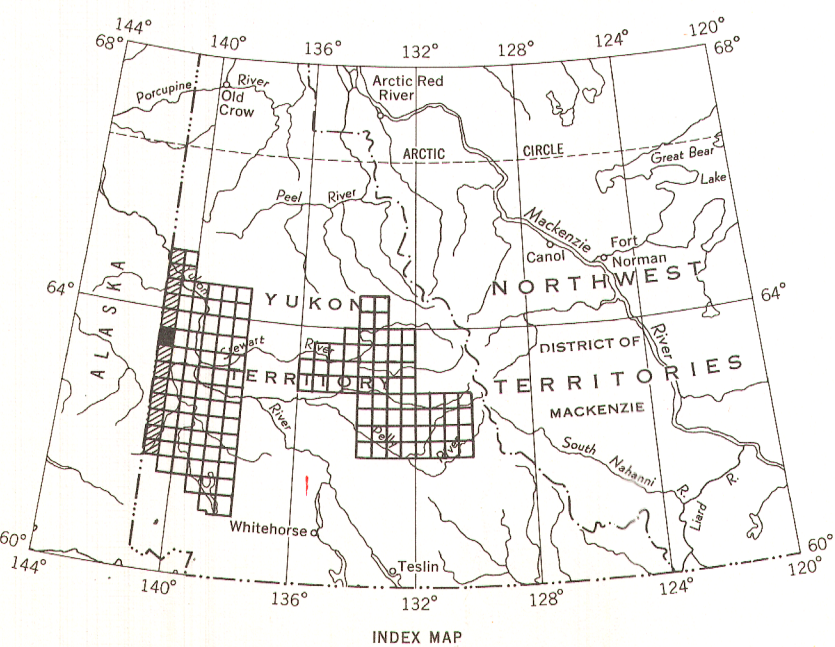 144° 140° 136° 132° 128° 124° 120°
68° 68°
Porcupine River
Old
Crow
Arctic Red
River
ARCTIC CIRCLE
Great Bear
Lake
Peel River
Mackenzie
Canol
Fort
Norman
NORTHWEST
ALASKA
64° YUKON 64°
Stewart River
River
DISTRICT OF
TERRITORY TERRITORIES
MACKENZIE
River
Pelly River
South Nahanni R.
Liard R.
Whitehorse
Teslin
60° 60°
144° 140° 136° 132° 128° 124° 120°
INDEX MAP